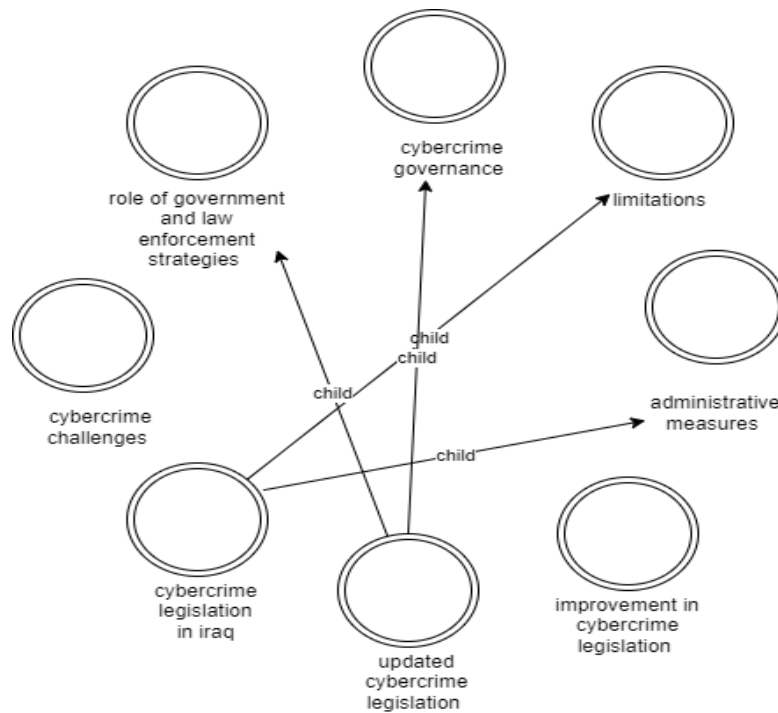 cybercrime
governance
role of government
and law
enforcement
strategies
limitations
child
child
child
administrative
measures
cybercrime
challenges
child
cybercrime
legislation
in iraq
improvement in
cybercrime
legislation
updated
cybercrime
legislation